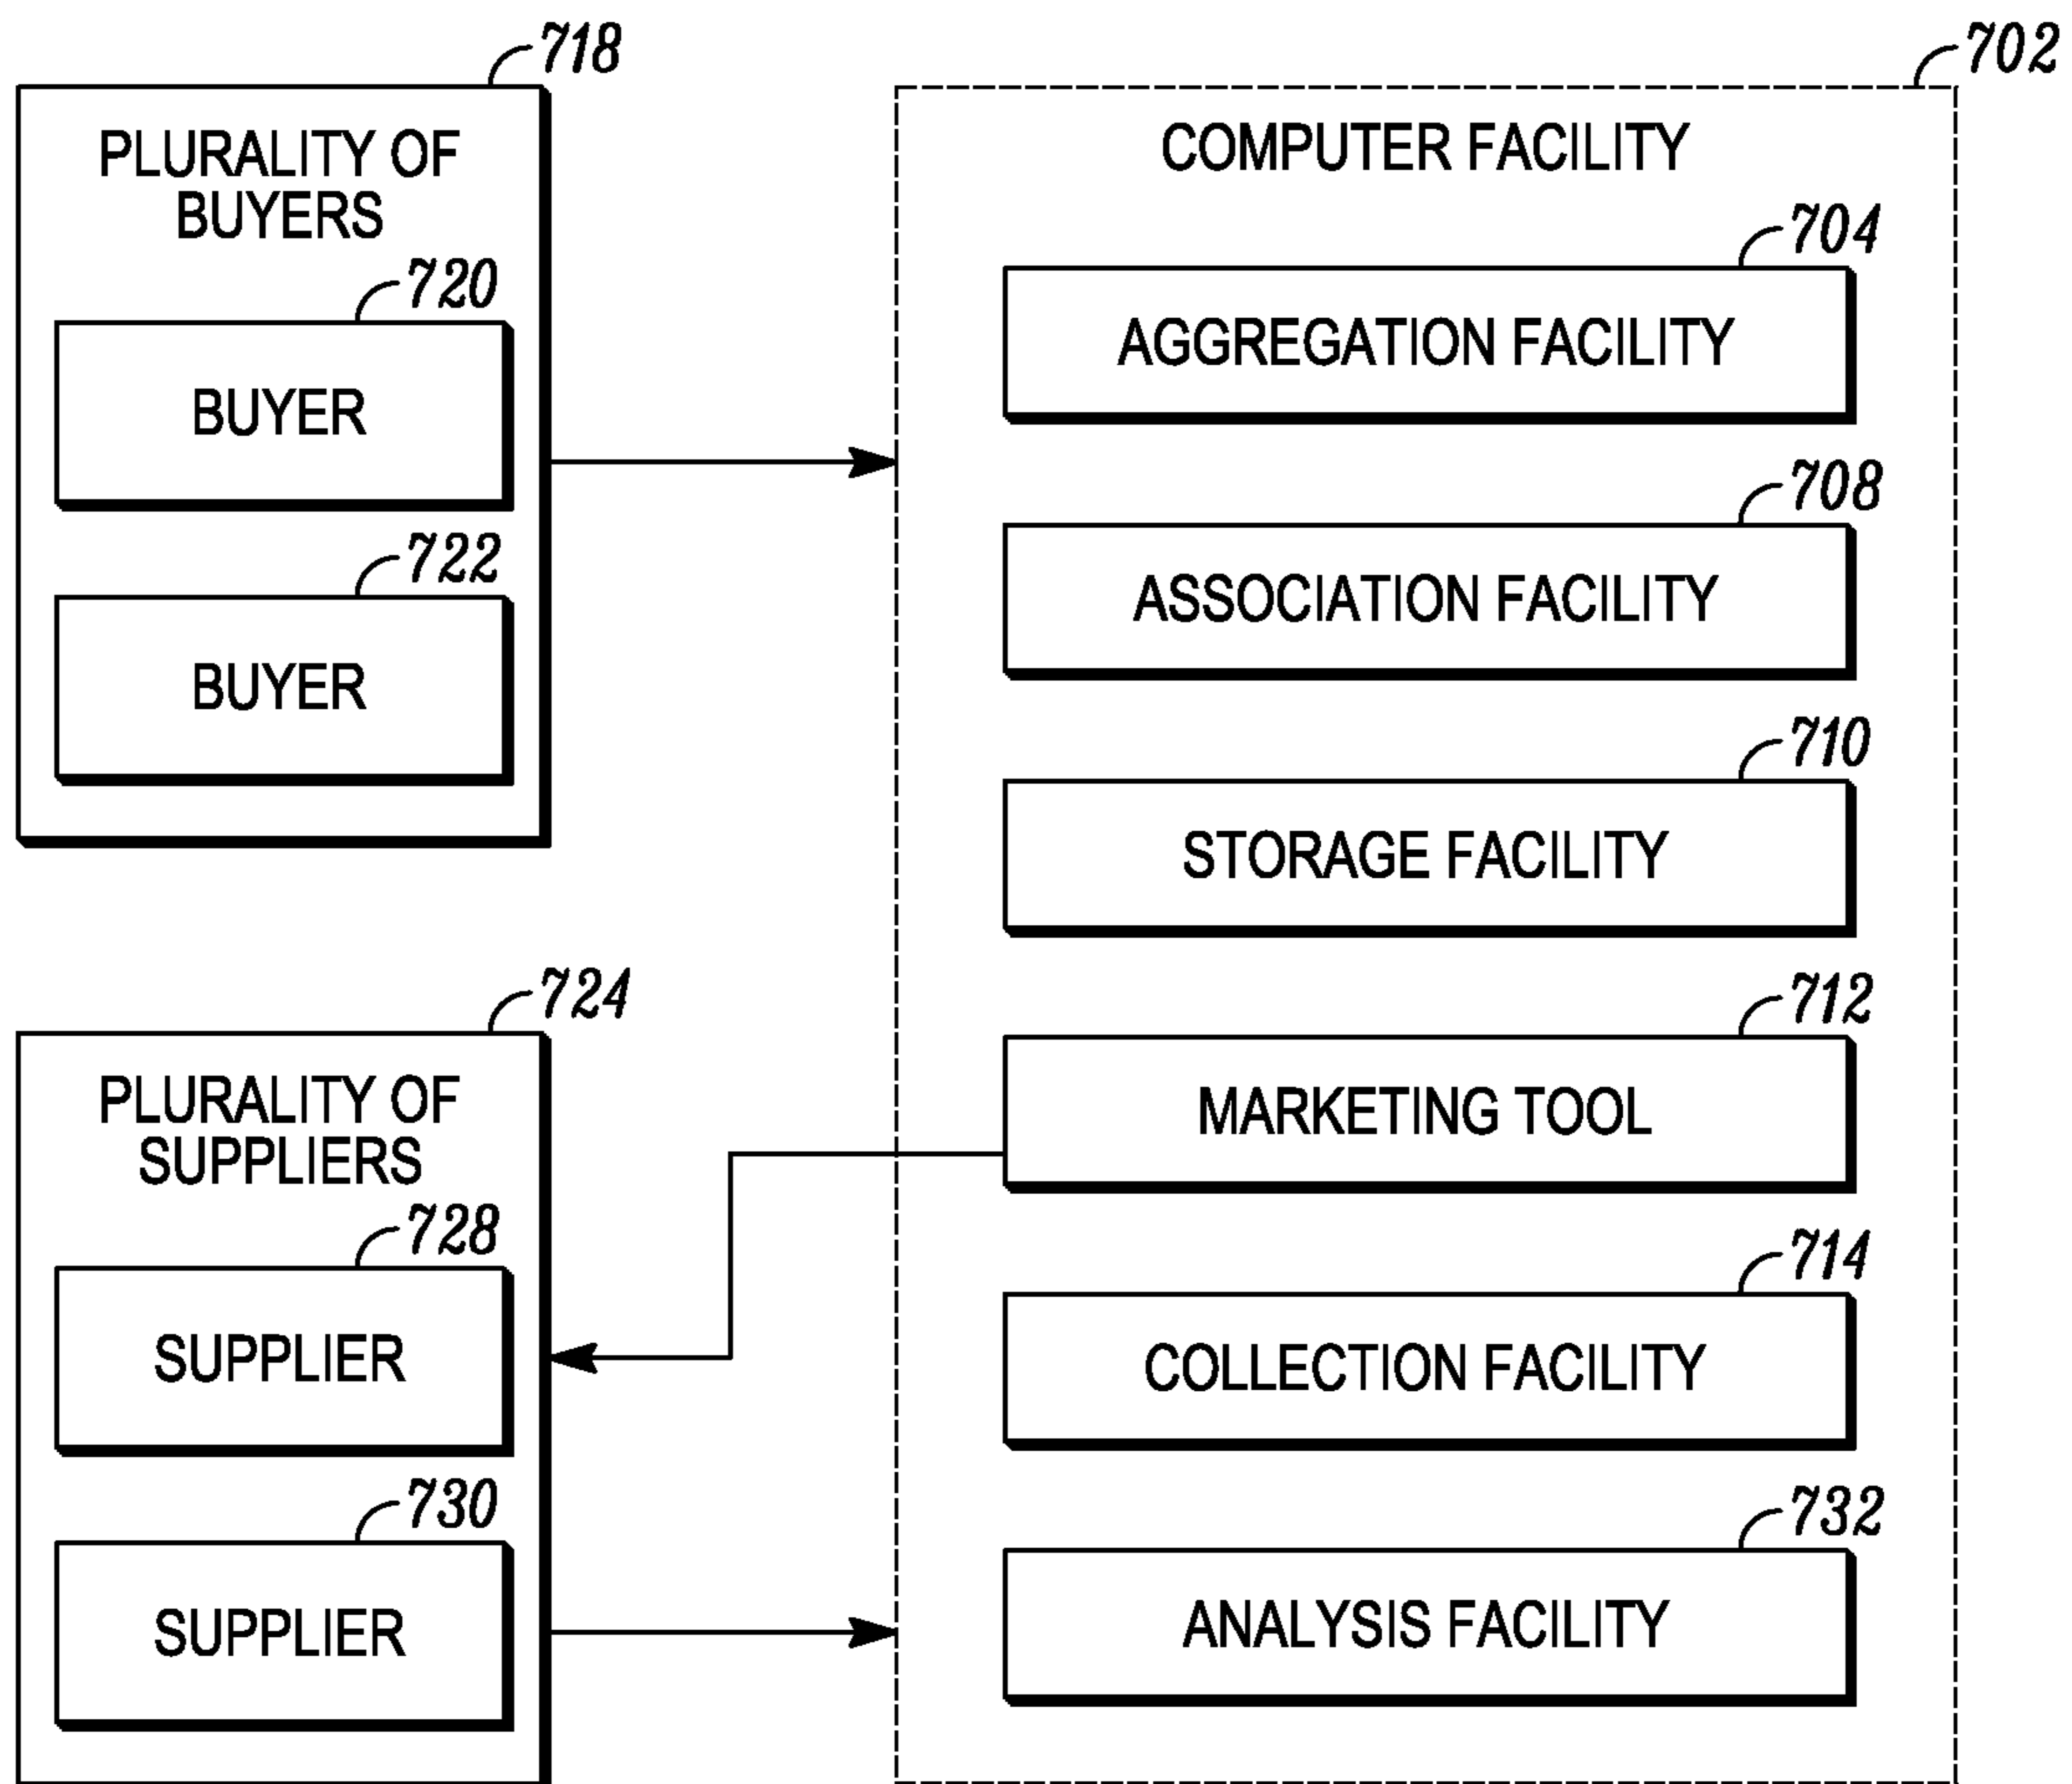 718
PLURALITY OF
BUYERS
720
BUYER
722
BUYER
724
PLURALITY OF
SUPPLIERS
728
SUPPLIER
730
SUPPLIER
702
COMPUTER FACILITY
704
AGGREGATION FACILITY
708
ASSOCIATION FACILITY
710
STORAGE FACILITY
712
MARKETING TOOL
714
COLLECTION FACILITY
732
ANALYSIS FACILITY